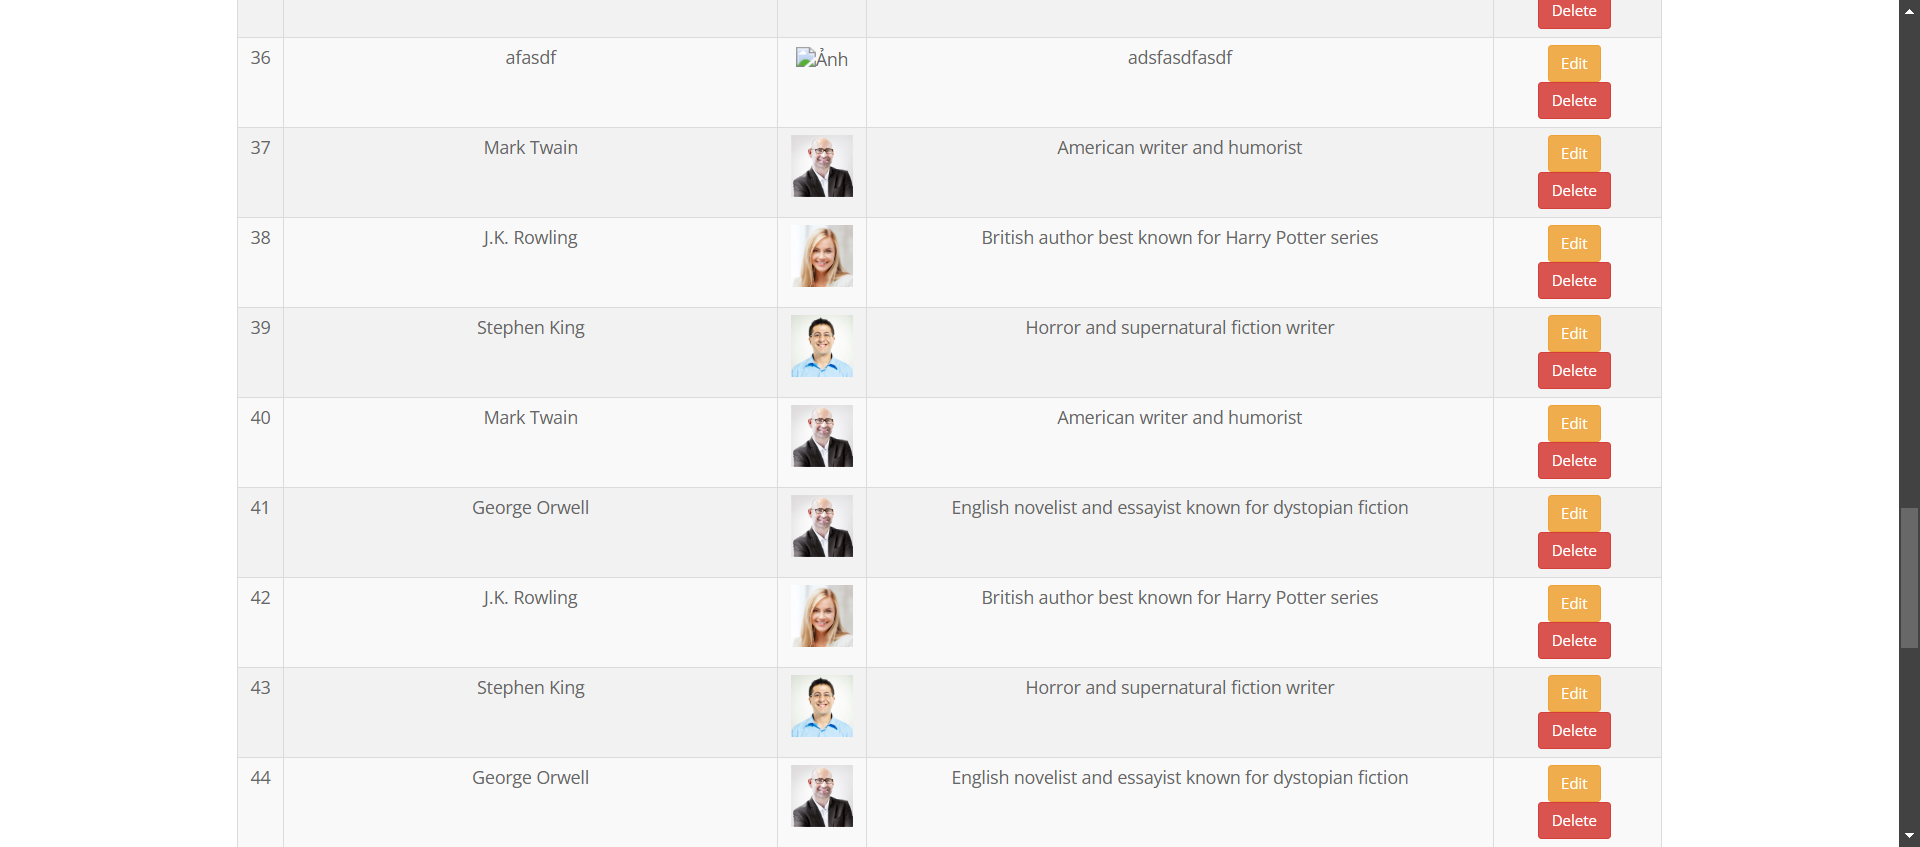 Delete
36 afasdf Ảnh adsfasdfasdf Edit
Delete
37 Mark Twain American writer and humorist Edit
Delete
38 J.K. Rowling British author best known for Harry Potter series Edit
Delete
39 Stephen King Horror and supernatural fiction writer Edit
Delete
40 Mark Twain American writer and humorist Edit
Delete
41 George Orwell English novelist and essayist known for dystopian fiction Edit
Delete
42 J.K. Rowling British author best known for Harry Potter series Edit
Delete
43 Stephen King Horror and supernatural fiction writer Edit
Delete
44 George Orwell English novelist and essayist known for dystopian fiction Edit
Delete